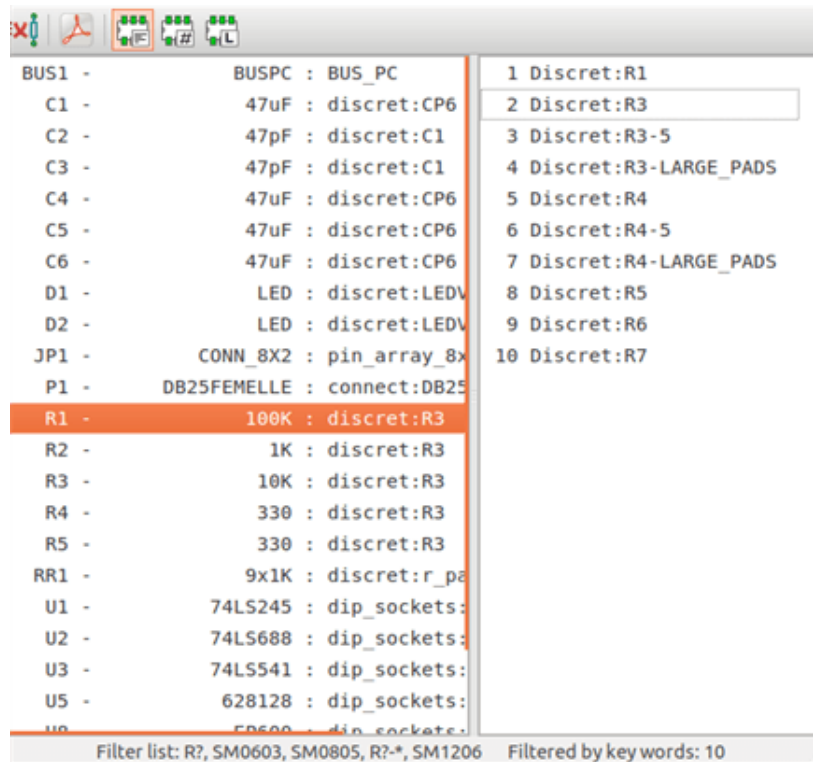 BUS1 - BUSPC : BUS_PC
C1 - 47uF : discret:CP6
C2 - 47pF : discret:C1
C3 - 47pF : discret:C1
C4 - 47uF : discret:CP6
C5 - 47uF : discret:CP6
C6 - 47uF : discret:CP6
D1 - LED : discret:LEDV
D2 - LED : discret:LEDV
JP1 - CONN_8X2 : pin_array_8x
P1 - DB25FEMELLE : connect:DB25
R1 - 100K : discret:R3
R2 - 1K : discret:R3
R3 - 10K : discret:R3
R4 - 330 : discret:R3
R5 - 330 : discret:R3
RR1 - 9x1K : discret:r_pa
U1 - 74LS245 : dip_sockets:
U2 - 74LS688 : dip_sockets:
U3 - 74LS541 : dip_sockets:
U5 - 628128 : dip_sockets:
U8 - EP600 : dip_sockets:
1 Discret:R1
2 Discret:R3
3 Discret:R3-5
4 Discret:R3-LARGE_PADS
5 Discret:R4
6 Discret:R4-5
7 Discret:R4-LARGE_PADS
8 Discret:R5
9 Discret:R6
10 Discret:R7
Filter list: R?, SM0603, SM0805, R?-*, SM1206 Filtered by key words: 10